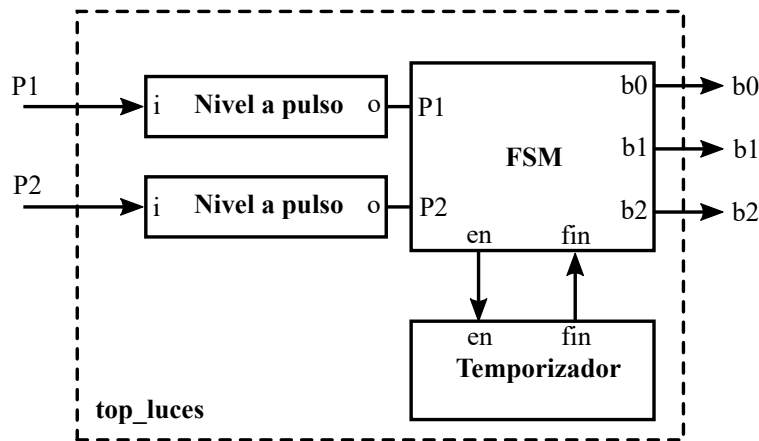 P1
i
Nivel a pulso
o
P1
P2
i
Nivel a pulso
o
P2
FSM
b0
b1
b2
en
fin
b0
b1
b2
en
fin
Temporizador
top_luces